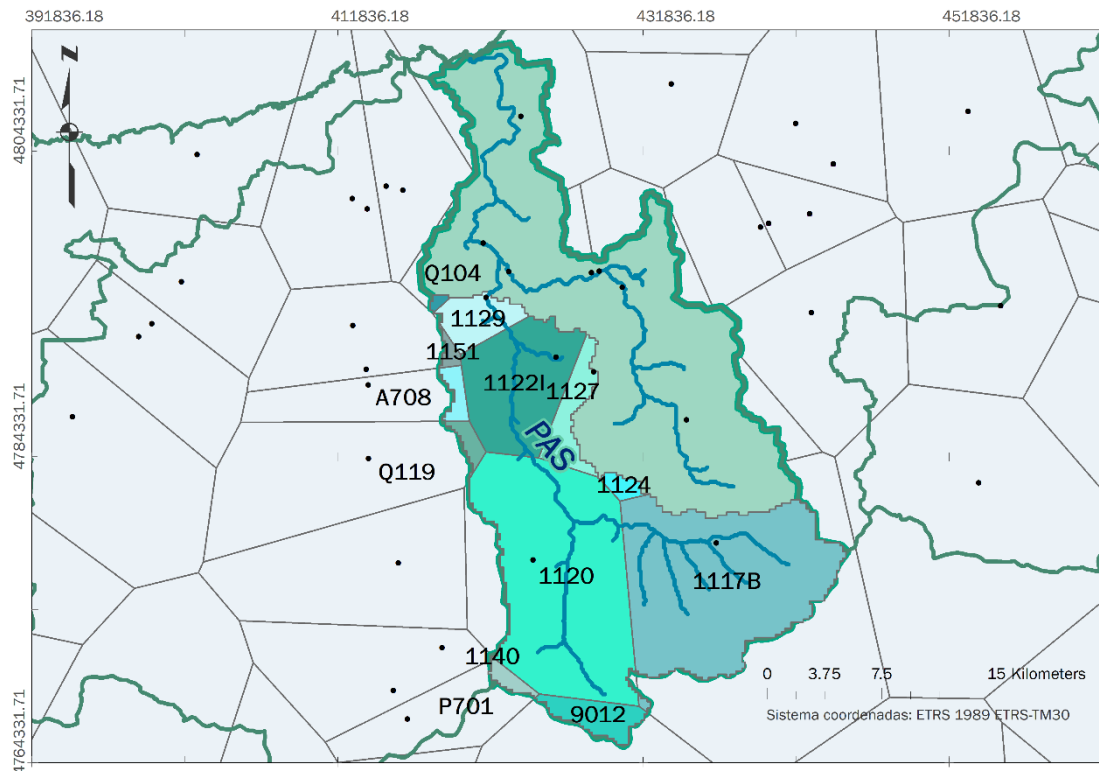 391836.18 411836.18 431836.18 451836.18
4804331.71
4784331.71
4764331.71
N
Q104
1129
1151
1122I
1127
A708
PAS
Q119
1124
1120
1117B
1140
P701
9012
0 3.75 7.5 15 Kilometers
Sistema coordenadas: ETRS 1989 ETRS-TM30